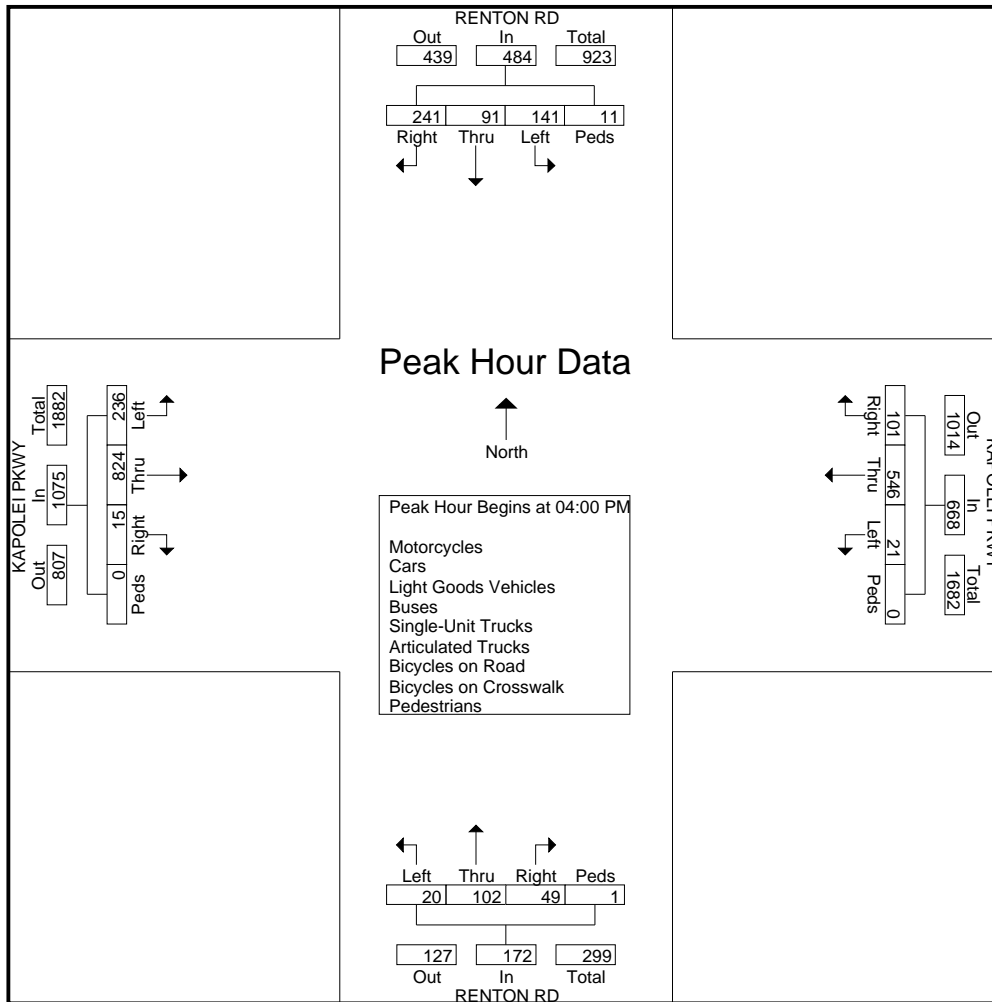 RENTON RD
Out In Total
439 484 923
241 91 141 11
Right Thru Left Peds
Peak Hour Data
North
KAPOLEI PKWY
Total In Out
1882 1075 807
236 824 15 0
Left Thru Right Peds
Peak Hour Begins at 04:00 PM
Motorcycles
Cars
Light Goods Vehicles
Buses
Single-Unit Trucks
Articulated Trucks
Bicycles on Road
Bicycles on Crosswalk
Pedestrians
Right Thru Left Peds
101 546 21 0
Out In Total
1014 668 1682
Left Thru Right Peds
20 102 49 1
127 172 299
Out In Total
RENTON RD